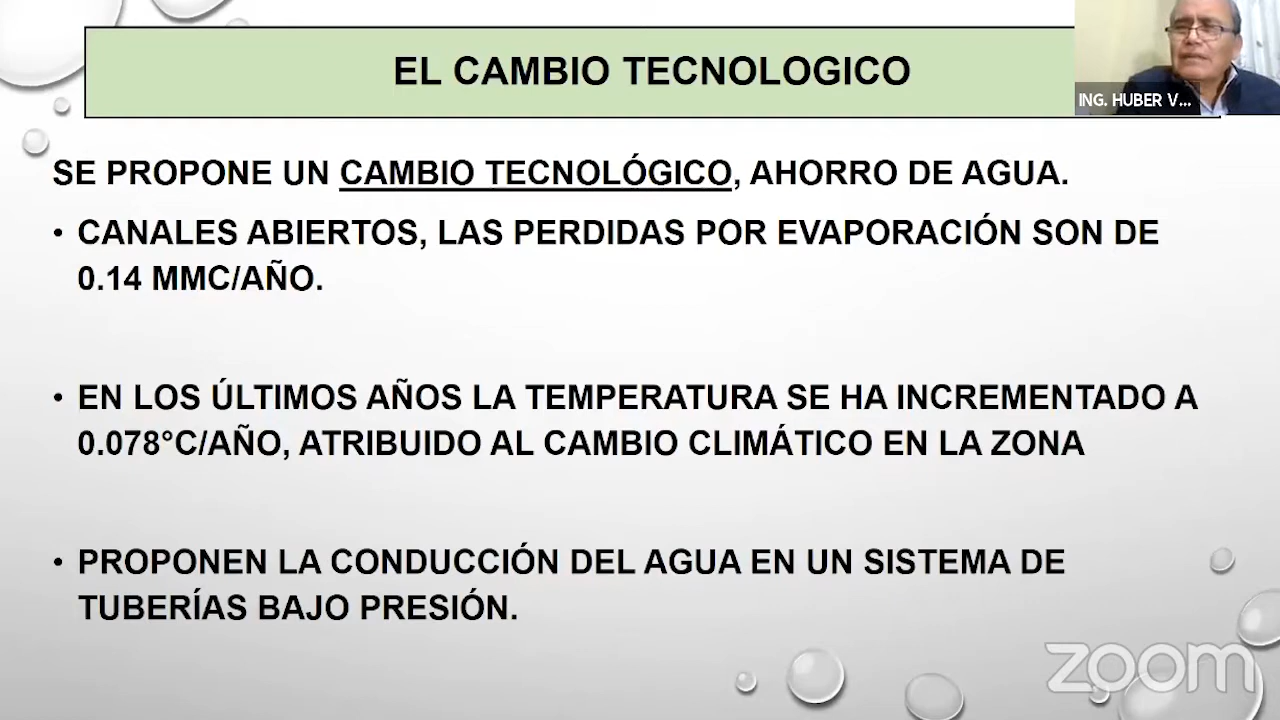 EL CAMBIO TECNOLOGICO
ING. HUBER V...
SE PROPONE UN CAMBIO TECNOLÓGICO, AHORRO DE AGUA.
• CANALES ABIERTOS, LAS PERDIDAS POR EVAPORACIÓN SON DE
0.14 MMC/AÑO.
• EN LOS ÚLTIMOS AÑOS LA TEMPERATURA SE HA INCREMENTADO A
0.078°C/AÑO, ATRIBUIDO AL CAMBIO CLIMÁTICO EN LA ZONA
• PROPONEN LA CONDUCCIÓN DEL AGUA EN UN SISTEMA DE
TUBERÍAS BAJO PRESIÓN.
zoom